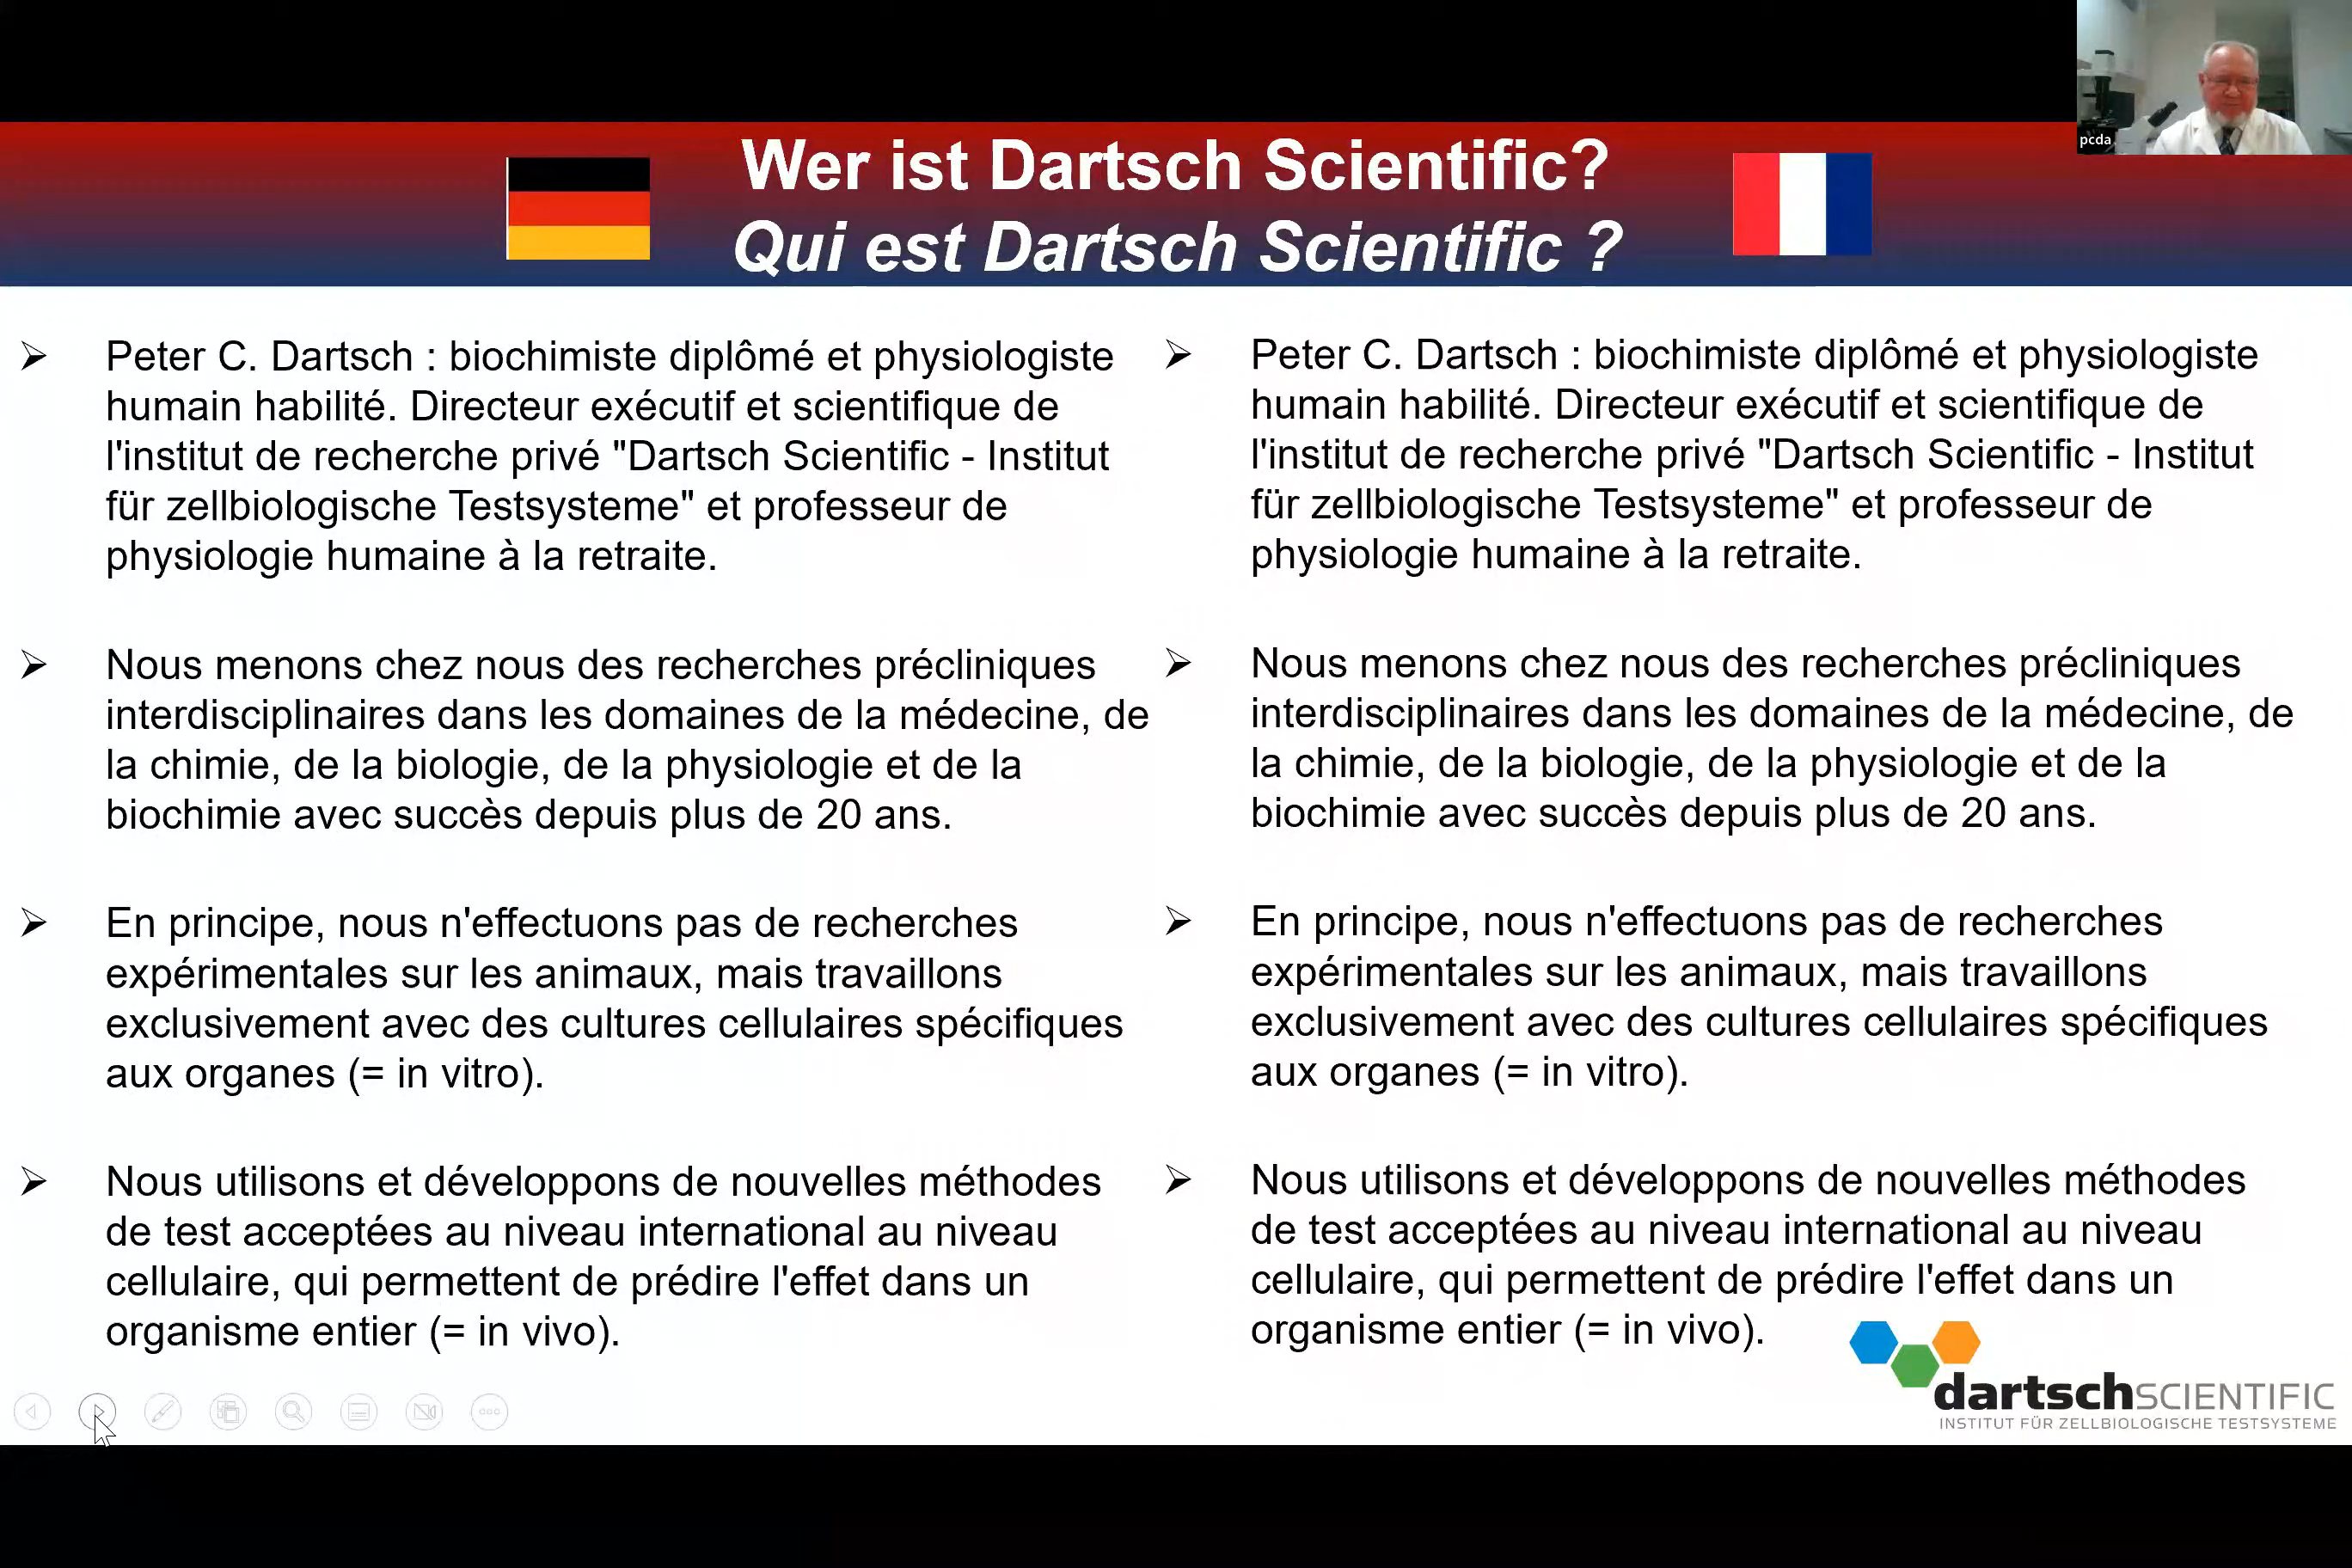 pcda
Wer ist Dartsch Scientific?
Qui est Dartsch Scientific ?
➢ Peter C. Dartsch : biochimiste diplômé et physiologiste
humain habilité. Directeur exécutif et scientifique de
l'institut de recherche privé "Dartsch Scientific - Institut
für zellbiologische Testsysteme" et professeur de
physiologie humaine à la retraite.
➢ Nous menons chez nous des recherches précliniques
interdisciplinaires dans les domaines de la médecine, de
la chimie, de la biologie, de la physiologie et de la
biochimie avec succès depuis plus de 20 ans.
➢ En principe, nous n'effectuons pas de recherches
expérimentales sur les animaux, mais travaillons
exclusivement avec des cultures cellulaires spécifiques
aux organes (= in vitro).
➢ Nous utilisons et développons de nouvelles méthodes
de test acceptées au niveau international au niveau
cellulaire, qui permettent de prédire l'effet dans un
organisme entier (= in vivo).
➢ Peter C. Dartsch : biochimiste diplômé et physiologiste
humain habilité. Directeur exécutif et scientifique de
l'institut de recherche privé "Dartsch Scientific - Institut
für zellbiologische Testsysteme" et professeur de
physiologie humaine à la retraite.
➢ Nous menons chez nous des recherches précliniques
interdisciplinaires dans les domaines de la médecine, de
la chimie, de la biologie, de la physiologie et de la
biochimie avec succès depuis plus de 20 ans.
➢ En principe, nous n'effectuons pas de recherches
expérimentales sur les animaux, mais travaillons
exclusivement avec des cultures cellulaires spécifiques
aux organes (= in vitro).
➢ Nous utilisons et développons de nouvelles méthodes
de test acceptées au niveau international au niveau
cellulaire, qui permettent de prédire l'effet dans un
organisme entier (= in vivo).
dartschSCIENTIFIC
INSTITUT FÜR ZELLBIOLOGISCHE TESTSYSTEME